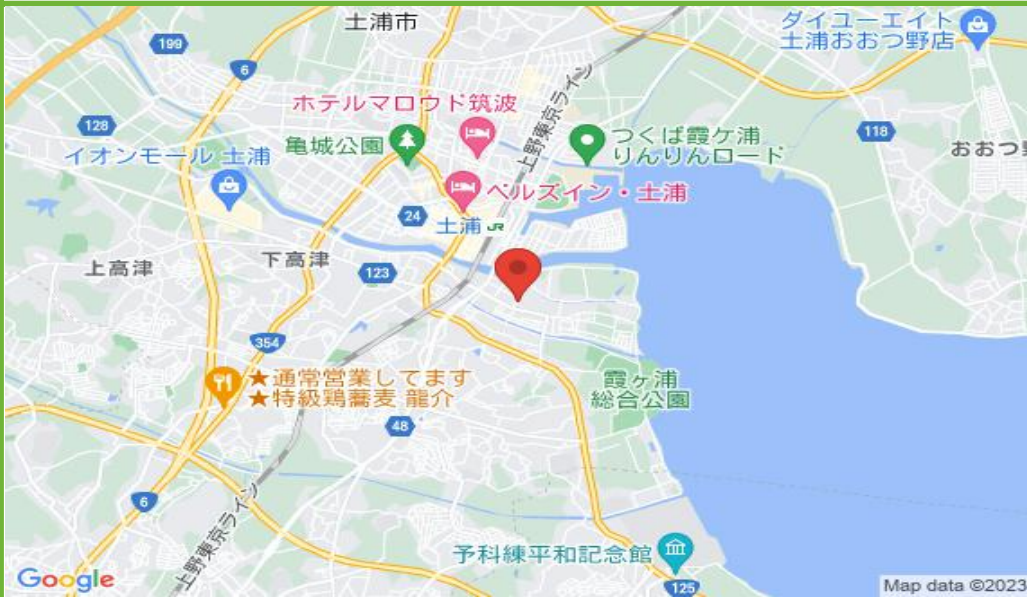 土浦市
ダイユーエイト
土浦おおつ野店
199
6
上野東京ライン
ホテルマロウド筑波
128
亀城公園
つくば霞ケ浦
りんりんロード
118
イオンモール 土浦
おおつ
ベルズイン・土浦
24
土浦 JR
上高津
下高津
123
354
★通常営業してます
★特級鶏蕎麦 龍介
霞ヶ浦
総合公園
48
6
上野東京ライン
予科練平和記念館
125
Google
Map data ©2023